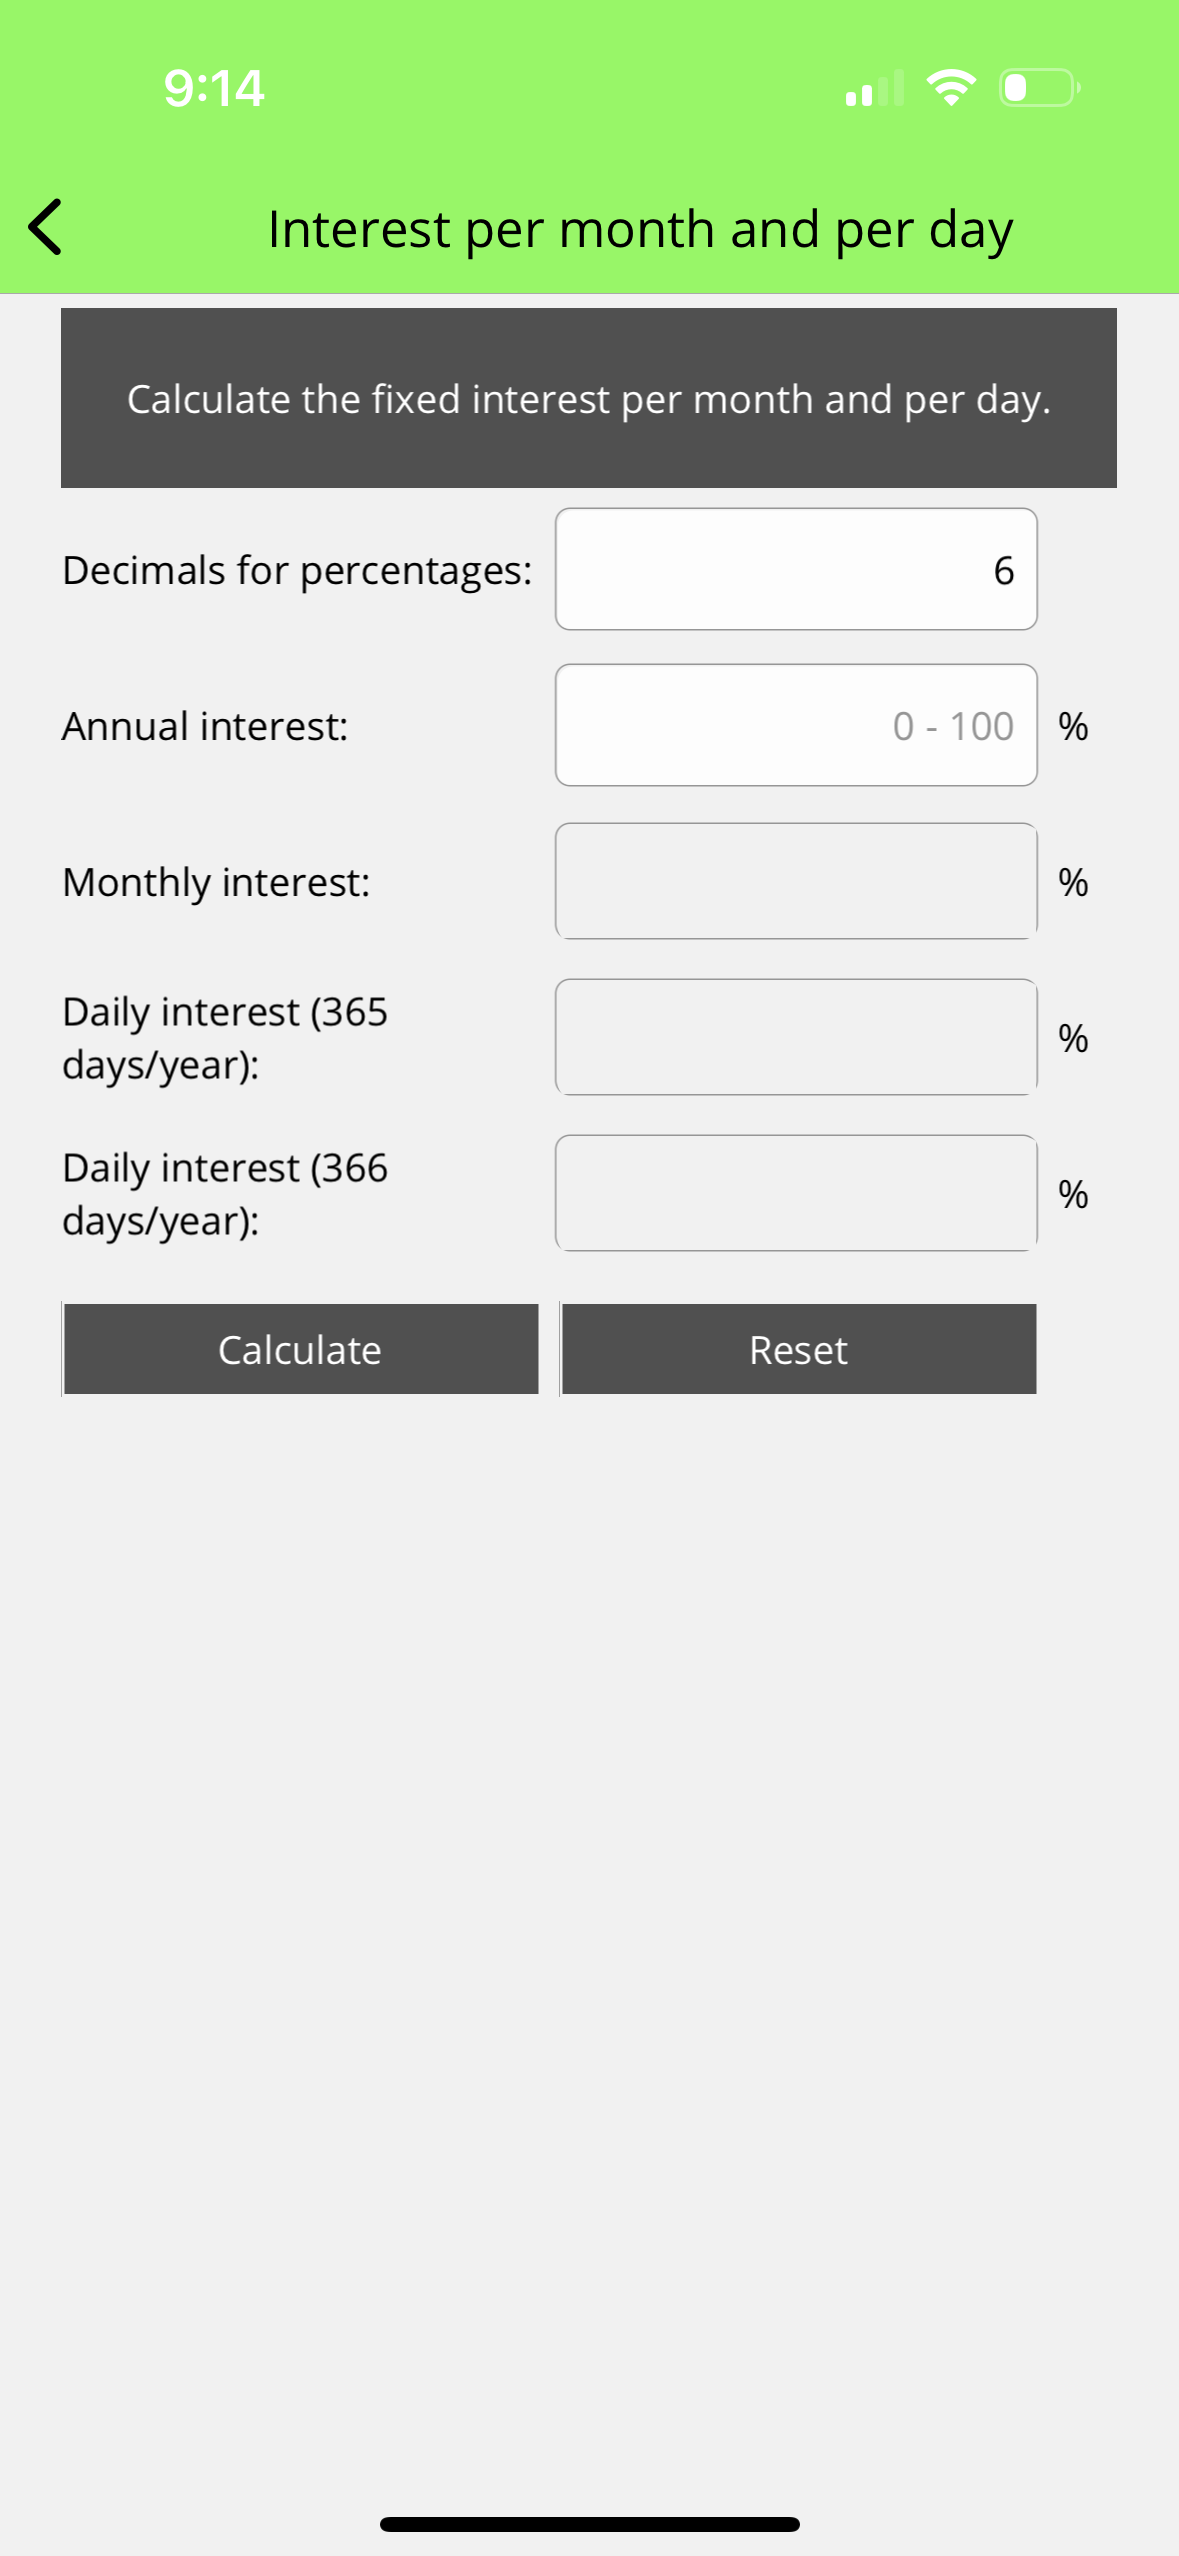 9:14
Interest per month and per day
Calculate the fixed interest per month and per day.
Decimals for percentages:
6
Annual interest:
0 - 100
%
Monthly interest:
%
Daily interest (365
days/year):
%
Daily interest (366
days/year):
%
Calculate
Reset